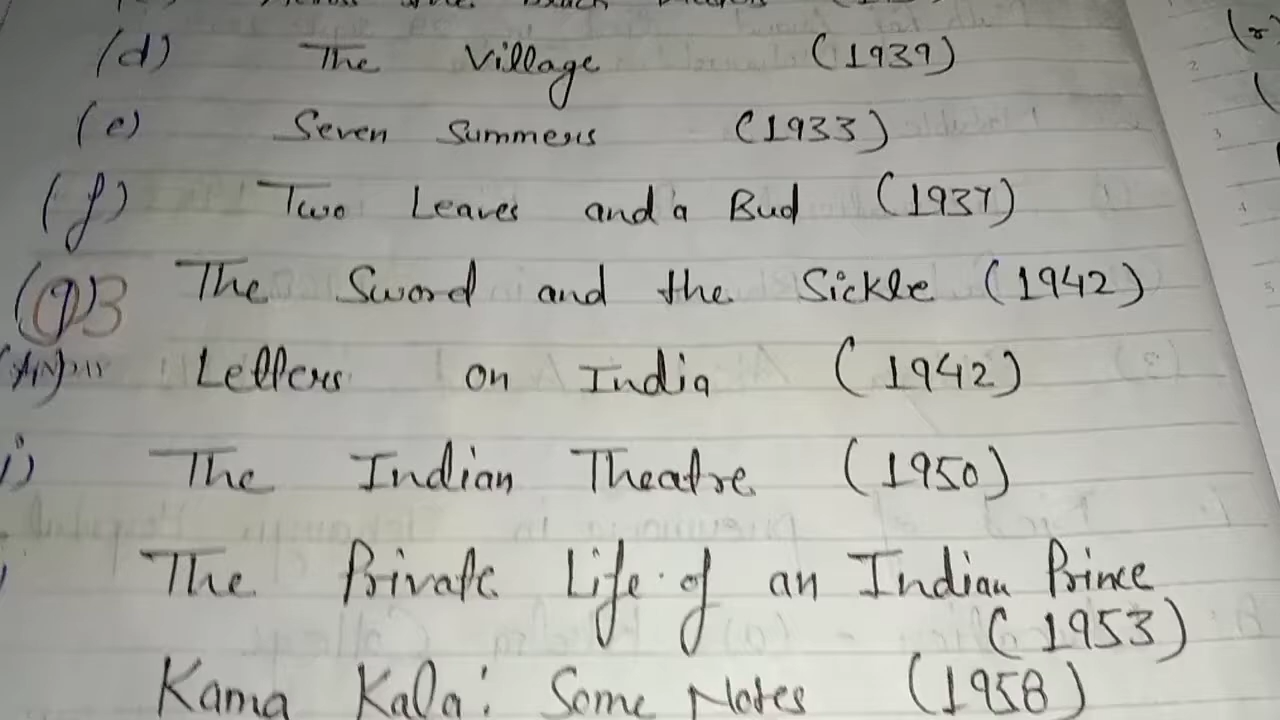 (d) The Village (1939)
(e) Seven Summers (1933)
(f) Two Leaves and a Bud (1937)
(g) The Sword and the Sickle (1942)
Letters on India (1942)
i) The Indian Theatre (1950)
The Private Life of an Indian Prince
(1953)
Kama Kala: Some Notes (1958)